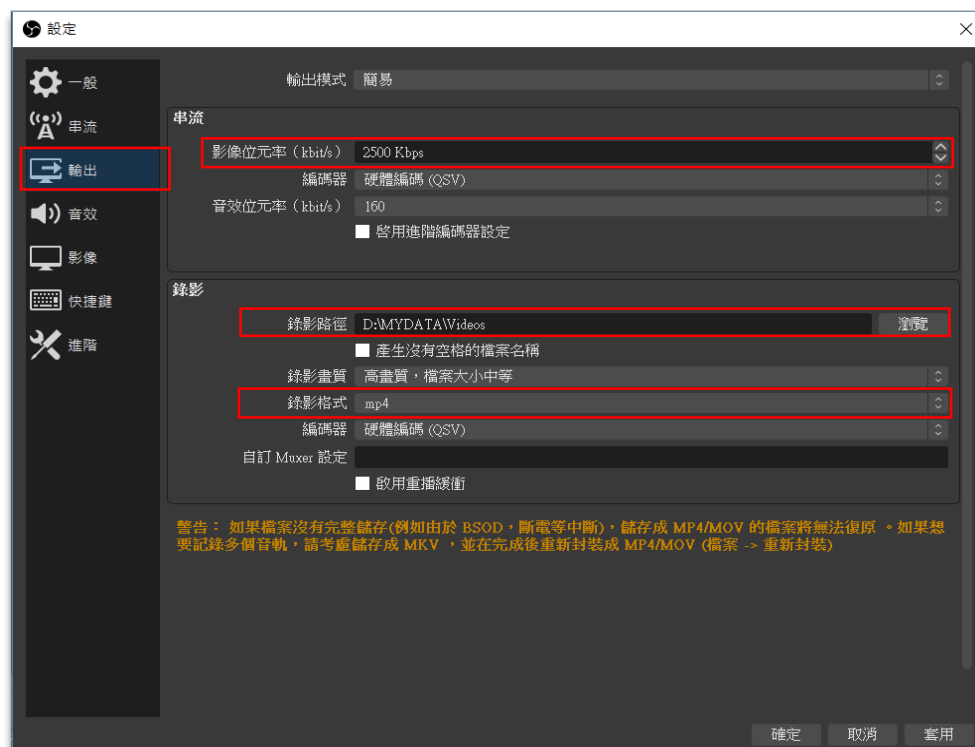 設定
一般
串流
輸出
音效
影像
快捷鍵
進階
輸出模式 簡易
串流
影像位元率（kbit/s） 2500 Kbps
編碼器 硬體編碼 (QSV)
音效位元率（kbit/s） 160
啓用進階編碼器設定
錄影
錄影路徑 D:\MYDATA\Videos 瀏覽
產生沒有空格的檔案名稱
錄影畫質 高畫質，檔案大小中等
錄影格式 mp4
編碼器 硬體編碼 (QSV)
自訂 Muxer 設定
啟用重播緩衝
警告： 如果檔案沒有完整儲存(例如由於 BSOD，斷電等中斷)，儲存成 MP4/MOV 的檔案將無法復原 。如果想
要記錄多個音軌，請考慮儲存成 MKV ，並在完成後重新封裝成 MP4/MOV (檔案 -> 重新封裝)
確定 取消 套用